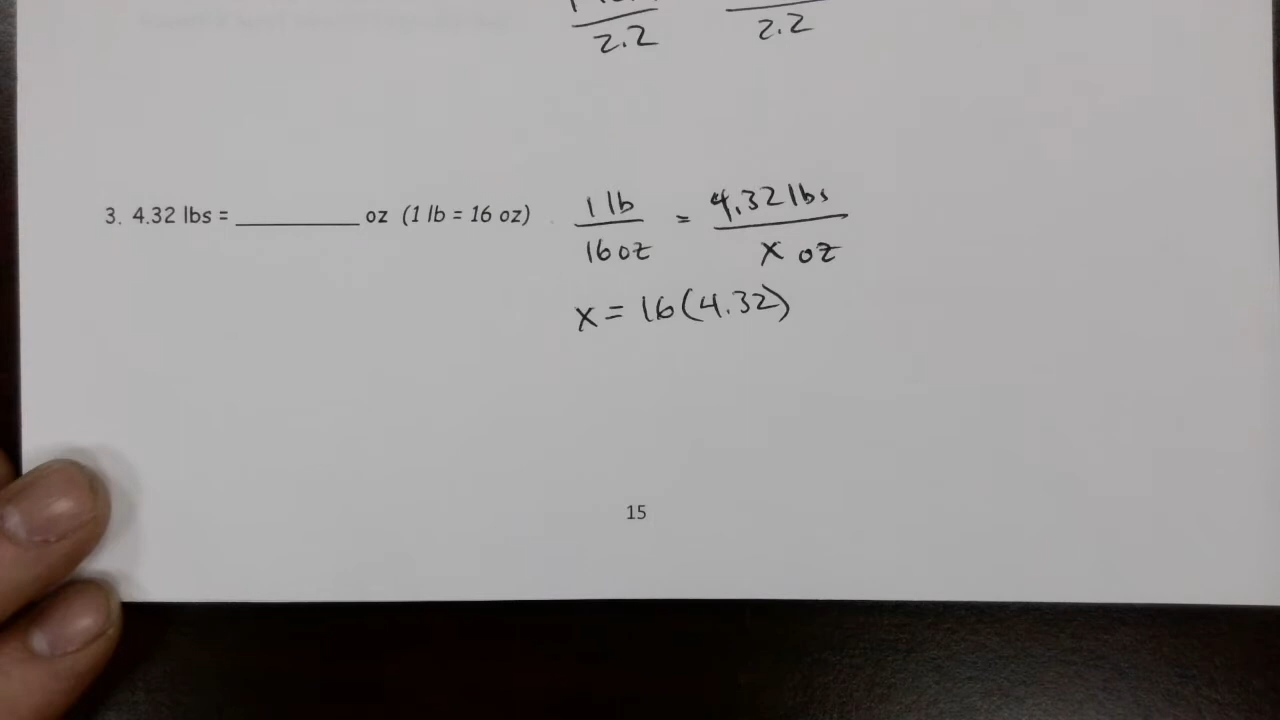 2.2 2.2
3. 4.32 lbs = __________ oz (1 lb = 16 oz)
1 lb = 4.32 lbs
16 oz x oz
x = 16(4.32)
15